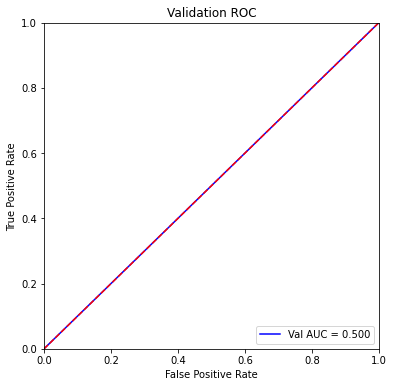 Validation ROC
1.0
0.8
0.6
0.4
0.2
0.0
True Positive Rate
Val AUC = 0.500
0.0 0.2 0.4 0.6 0.8 1.0
False Positive Rate